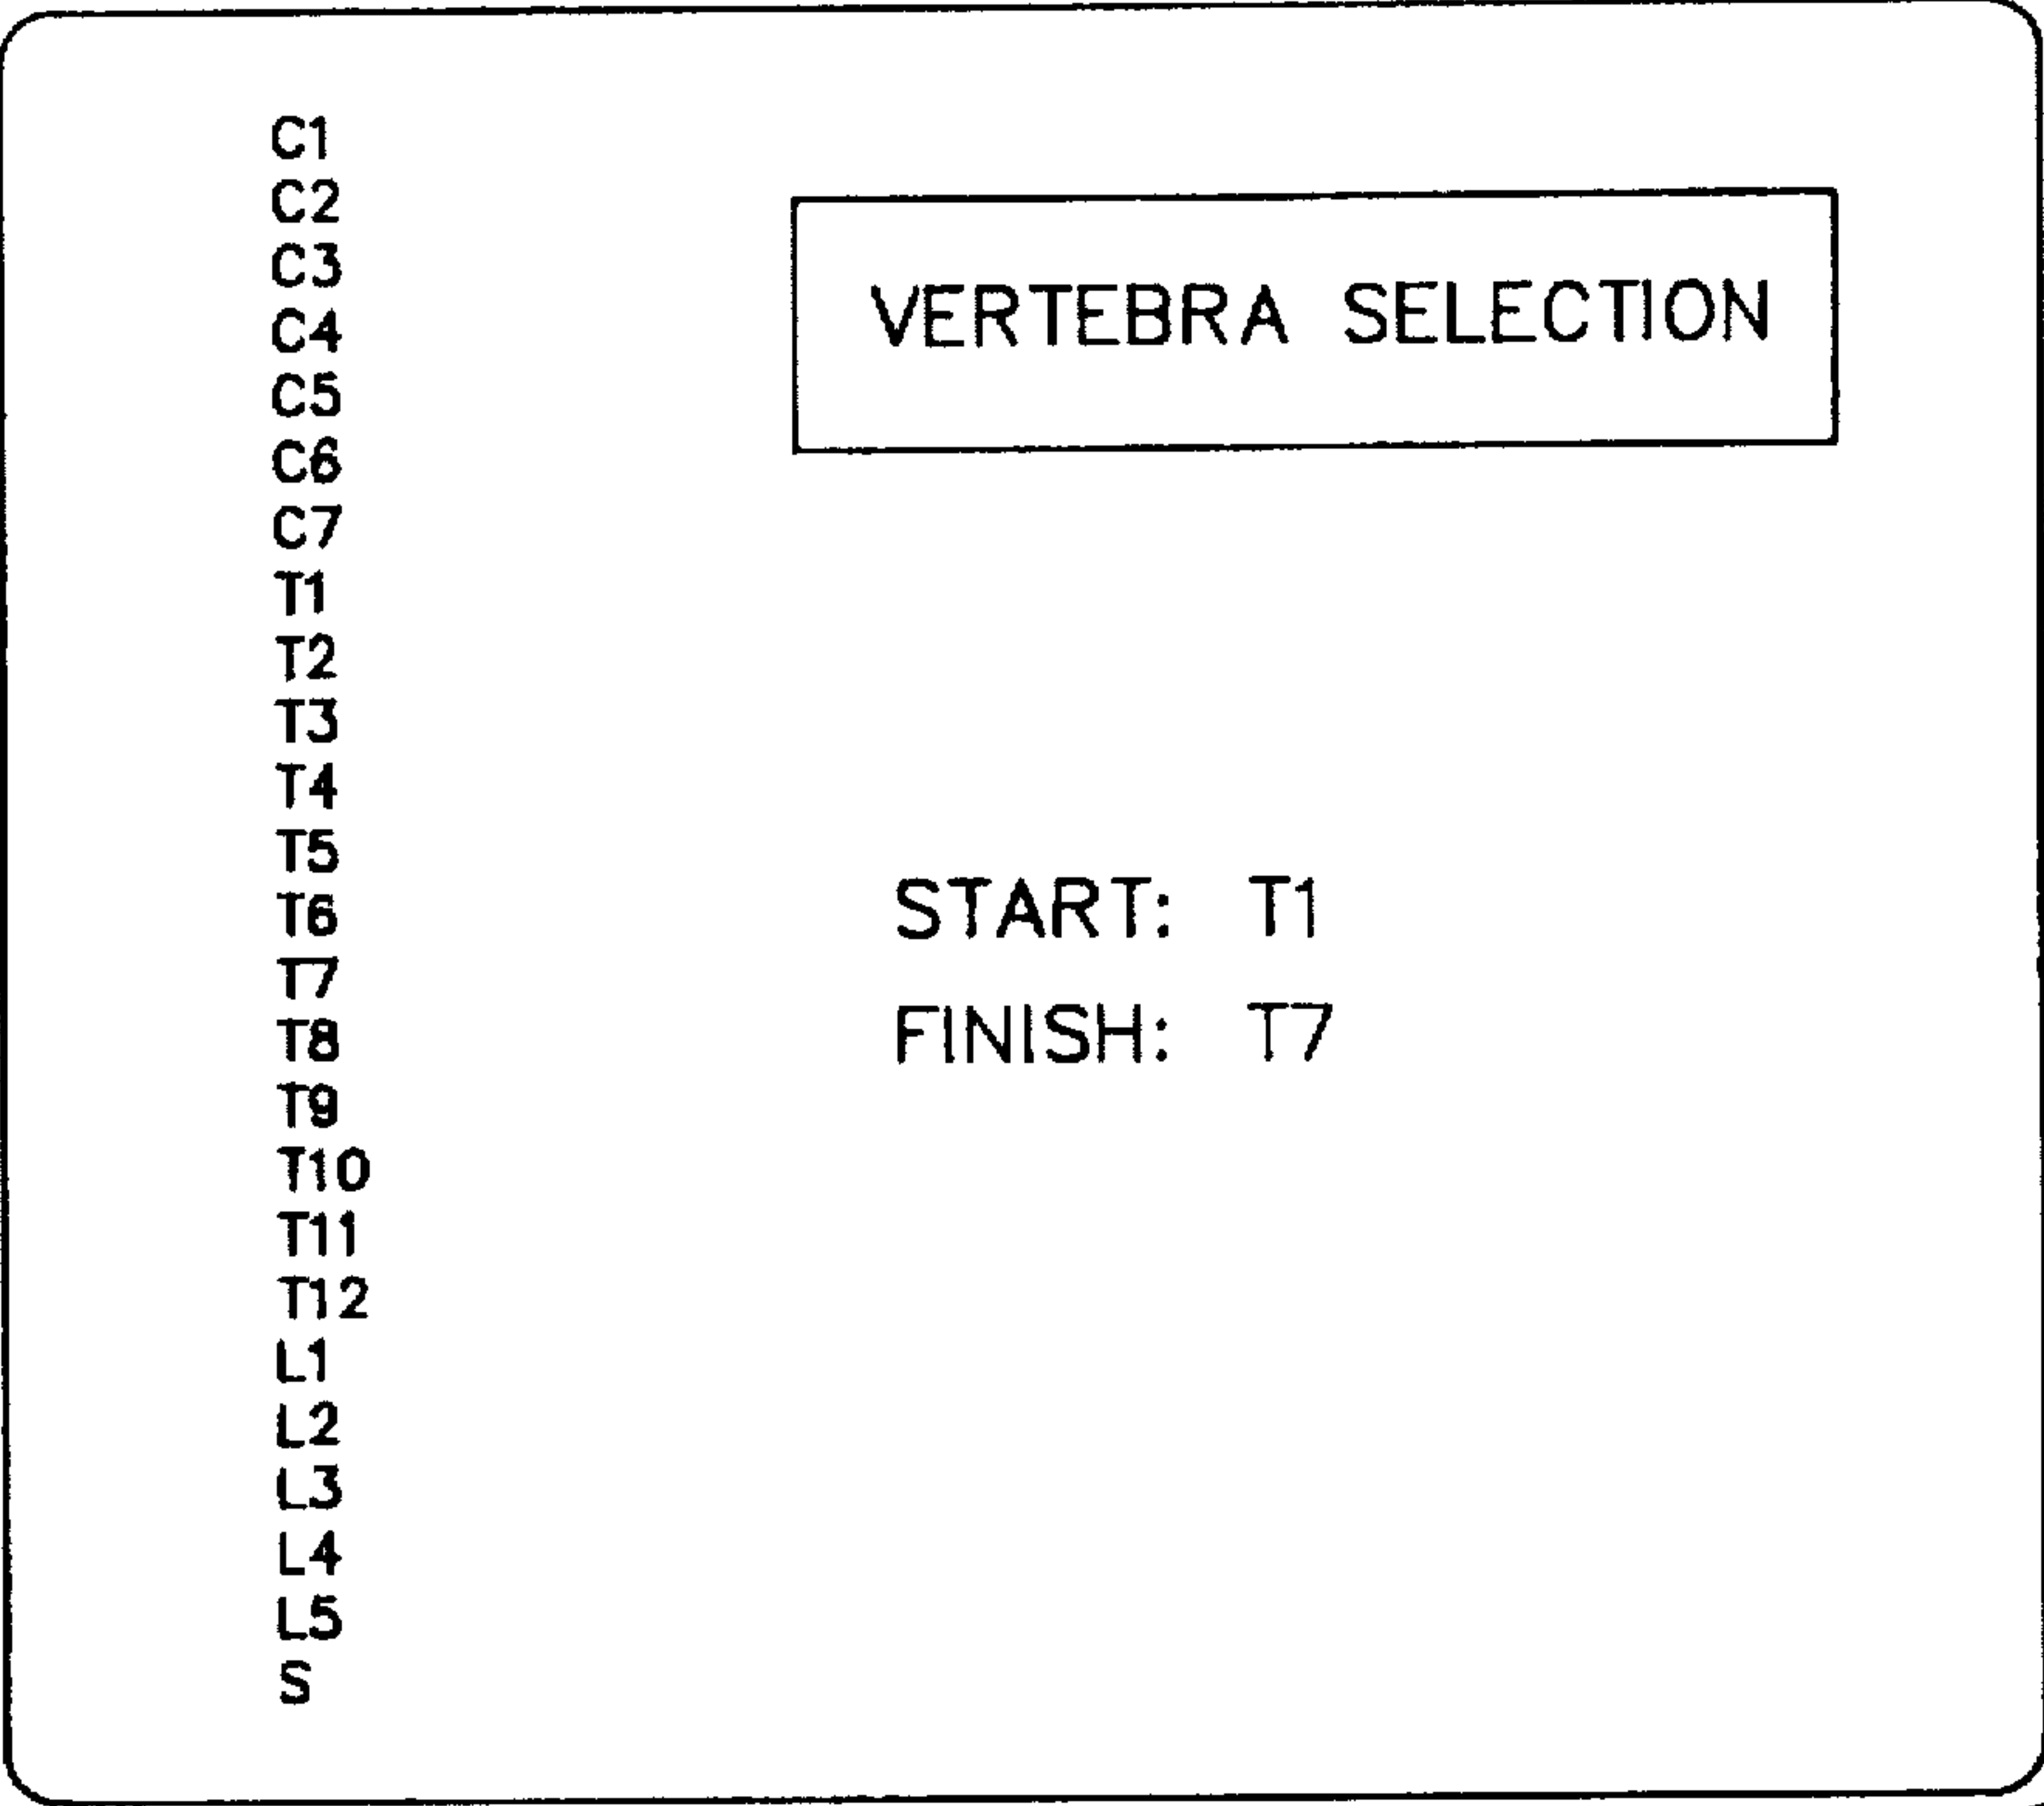 C1
C2
C3
C4
C5
C6
C7
T1
T2
T3
T4
T5
T6
T7
T8
T9
T10
T11
T12
L1
L2
L3
L4
L5
S
VERTEBRA SELECTION
START: T1
FINISH: T7